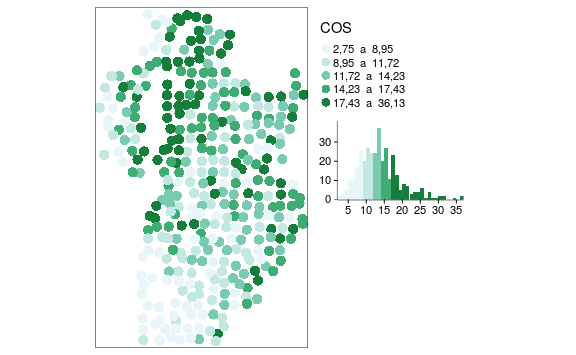 COS
2,75 a 8,95
8,95 a 11,72
11,72 a 14,23
14,23 a 17,43
17,43 a 36,13
30
20
10
0
5 10 15 20 25 30 35